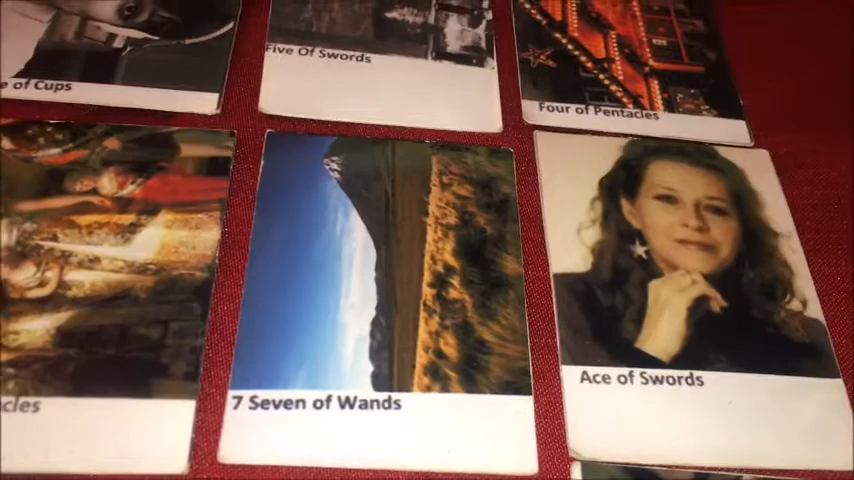 e of Cups
Five Of Swords
Four of Pentacles
cles
7 Seven of Wands
Ace of Swords